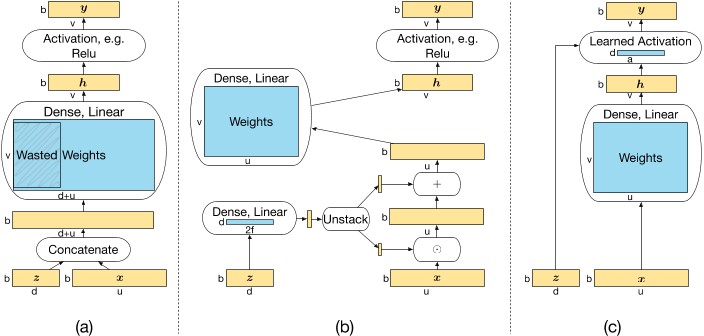 b y
v
Activation, e.g.
Relu
b h
v
Dense, Linear
v Wasted Weights
d+u
b
d+u
Concatenate
b z b x
d u
(a)
b y
v
Activation, e.g.
Relu
b h
v
Dense, Linear
v Weights
u
b
u
+
Dense, Linear
d
2f
Unstack
b
u
⊙
b z
d
b x
u
(b)
b y
v
Learned Activation
d
a
b h
v
Dense, Linear
v Weights
u
b z b x
d u
(c)